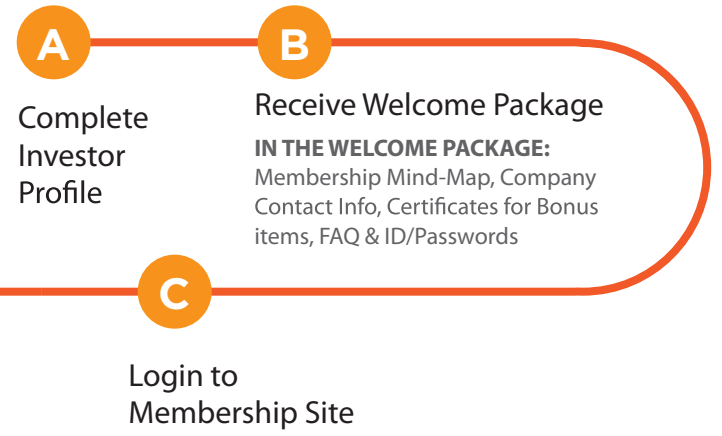 A
B
Complete
Investor
Profile
Receive Welcome Package
IN THE WELCOME PACKAGE:
Membership Mind-Map, Company
Contact Info, Certificates for Bonus
items, FAQ & ID/Passwords
C
Login to
Membership Site